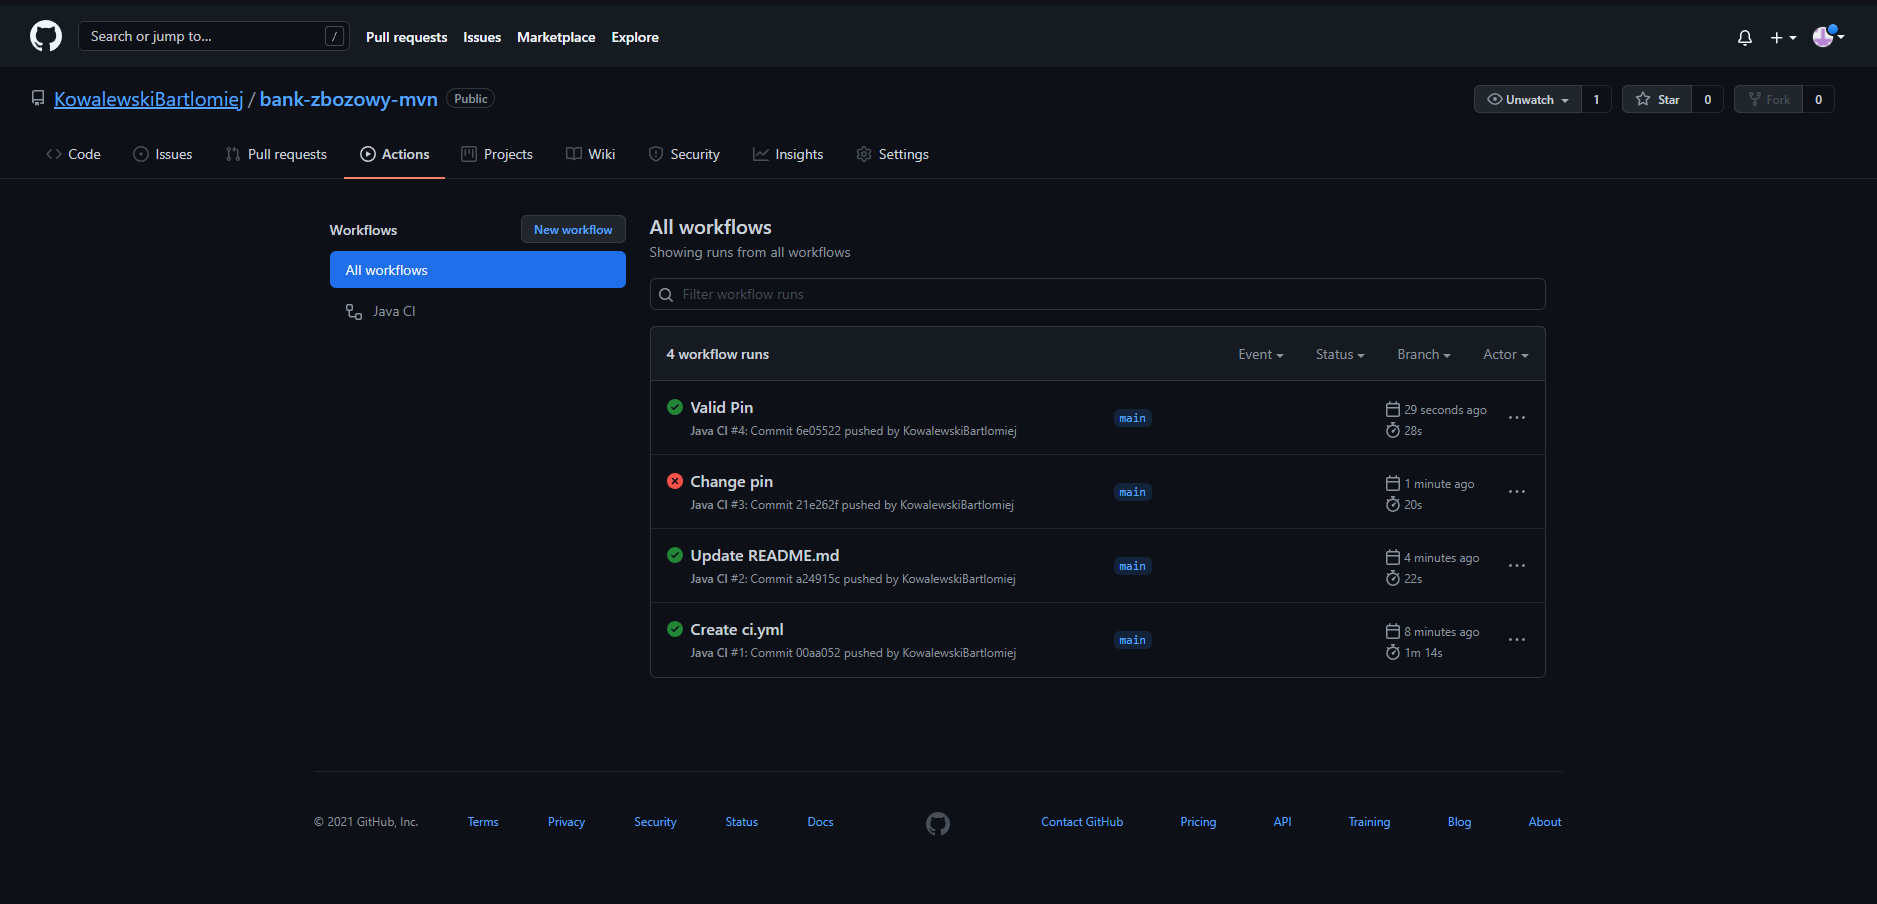 Search or jump to... /
Pull requests Issues Marketplace Explore
KowalewskiBartlomiej / bank-zbozowy-mvn Public
Unwatch 1 Star 0 Fork 0
Code Issues Pull requests Actions Projects Wiki Security Insights Settings
Workflows
New workflow
All workflows
Java CI
All workflows
Showing runs from all workflows
Filter workflow runs
4 workflow runs Event Status Branch Actor
Valid Pin
Java CI #4: Commit 6e05522 pushed by KowalewskiBartlomiej
main
29 seconds ago
28s
Change pin
Java CI #3: Commit 21e262f pushed by KowalewskiBartlomiej
main
1 minute ago
20s
Update README.md
Java CI #2: Commit a24915c pushed by KowalewskiBartlomiej
main
4 minutes ago
22s
Create ci.yml
Java CI #1: Commit 00aa052 pushed by KowalewskiBartlomiej
main
8 minutes ago
1m 14s
© 2021 GitHub, Inc. Terms Privacy Security Status Docs Contact GitHub Pricing API Training Blog About